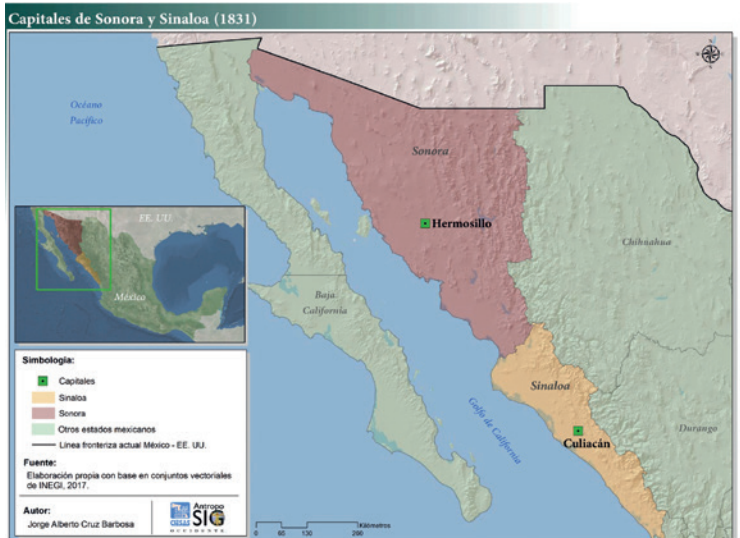 Capitales de Sonora y Sinaloa (1831)
Océano
Pacífico
Sonora
Hermosillo
Chihuahua
EE. UU.
México
Baja
California
Sinaloa
Culiacán
Golfo de California
Durango
Simbología:
Capitales
Sinaloa
Sonora
Otros estados mexicanos
Línea fronteriza actual México - EE. UU.
Fuente:
Elaboración propia con base en conjuntos vectoriales
de INEGI, 2017.
Autor:
Jorge Alberto Cruz Barbosa
CIESAS
OCCIDENTE
Antropo
SIG
Kilómetros
0 65 130 260